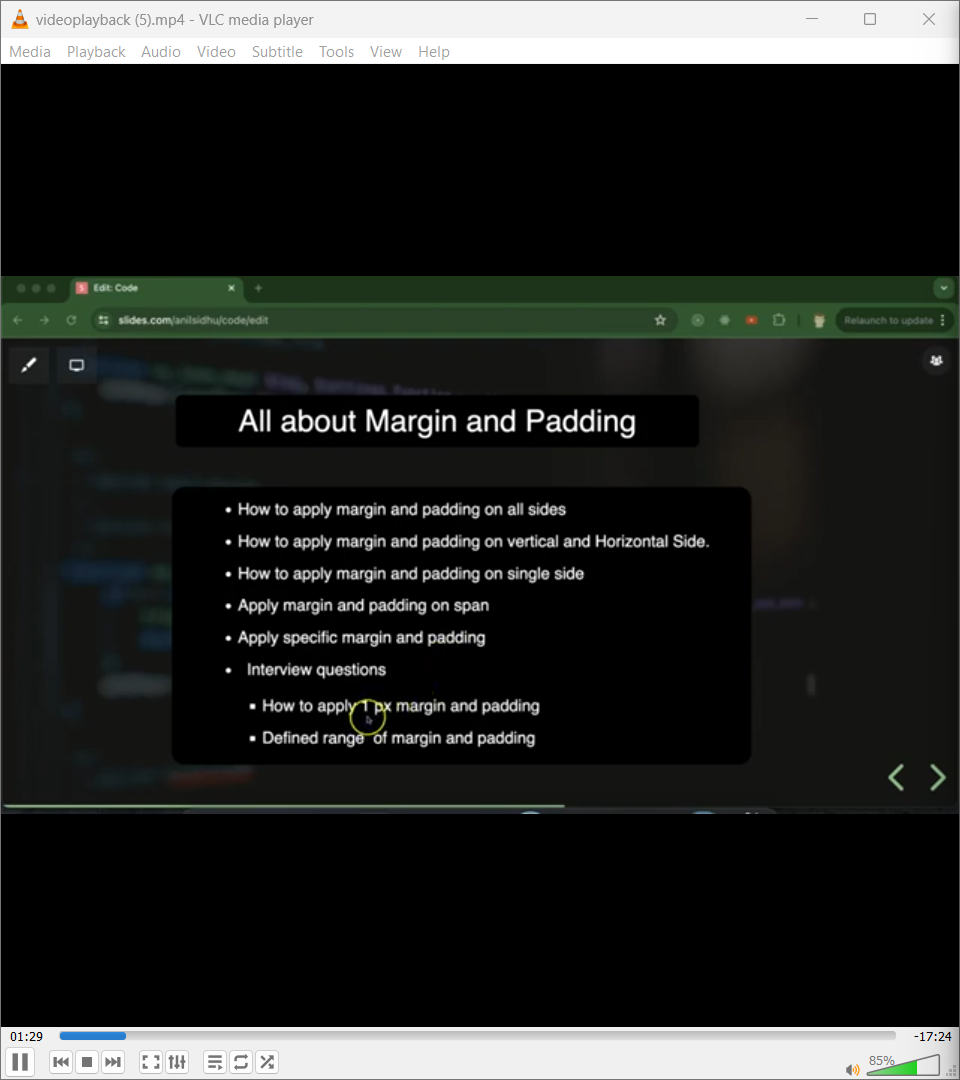 videoplayback (5).mp4 - VLC media player
Media Playback Audio Video Subtitle Tools View Help
Edit: Code
slides.com/anilsidhu/code/edit
Relaunch to update
All about Margin and Padding
• How to apply margin and padding on all sides
• How to apply margin and padding on vertical and Horizontal Side.
• How to apply margin and padding on single side
• Apply margin and padding on span
• Apply specific margin and padding
• Interview questions
▪ How to apply 1 px margin and padding
▪ Defined range of margin and padding
01:29
-17:24
85%